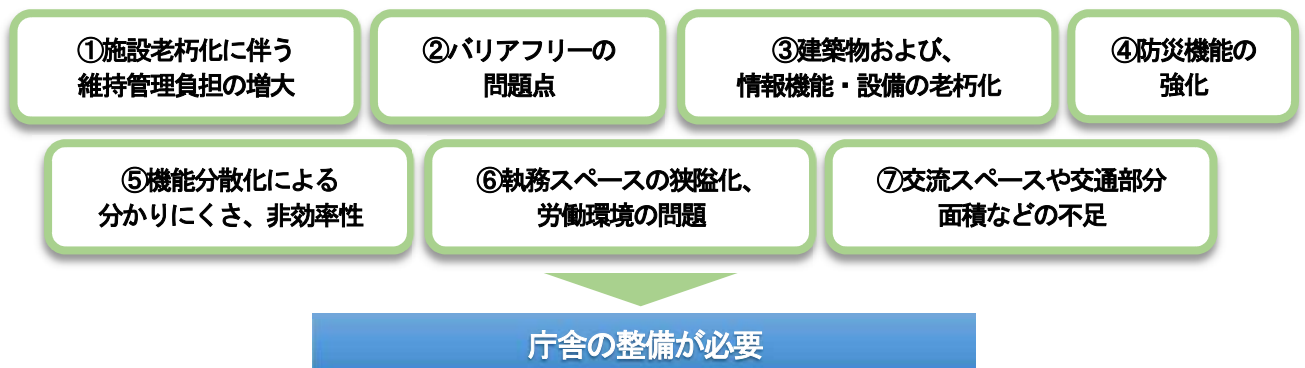 ①施設老朽化に伴う
維持管理負担の増大
②バリアフリーの
問題点
③建築物および、
情報機能・設備の老朽化
④防災機能の
強化
⑤機能分散化による
分かりにくさ、非効率性
⑥執務スペースの狭隘化、
労働環境の問題
⑦交流スペースや交通部分
面積などの不足
庁舎の整備が必要